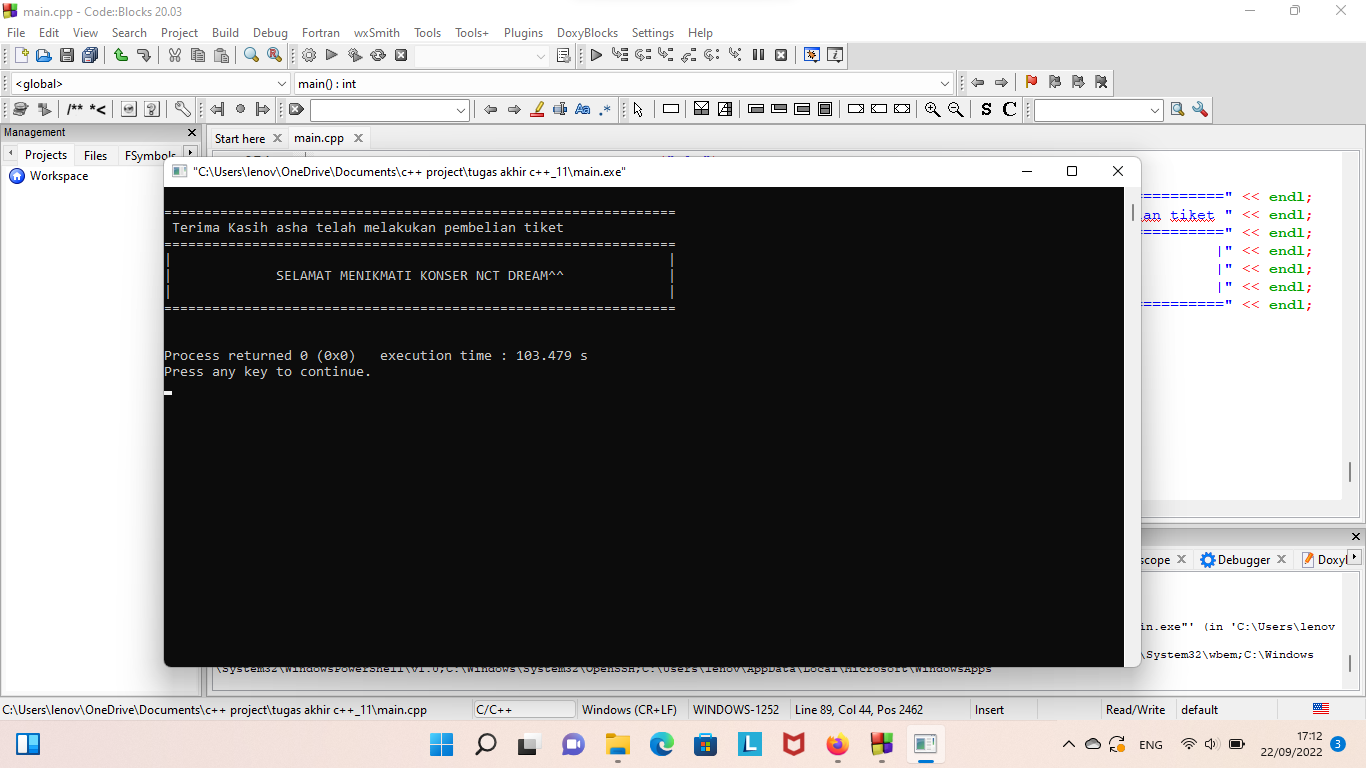 main.cpp - Code::Blocks 20.03
File Edit View Search Project Build Debug Fortran wxSmith Tools Tools+ Plugins DoxyBlocks Settings Help
<global> main() : int
/** *< Aa .* S C
Management
Start here main.cpp
Projects Files FSymbols
Workspace
"C:\Users\lenov\OneDrive\Documents\c++ project\tugas akhir c++_11\main.exe"
================================================================
Terima Kasih asha telah melakukan pembelian tiket
================================================================
| |
| SELAMAT MENIKMATI KONSER NCT DREAM^^ |
| |
================================================================
Process returned 0 (0x0) execution time : 103.479 s
Press any key to continue.
=========" << endl;
an tiket " << endl;
=========" << endl;
|" << endl;
|" << endl;
|" << endl;
=========" << endl;
scope Debugger Doxyl
in.exe"' (in 'C:\Users\lenov
\System32\wbem;C:\Windows
\System32\WindowsPowerShell\v1.0;C:\Windows\System32\OpenSSH;C:\Users\lenov\AppData\Local\Microsoft\WindowsApps
C:\Users\lenov\OneDrive\Documents\c++ project\tugas akhir c++_11\main.cpp C/C++ Windows (CR+LF) WINDOWS-1252 Line 89, Col 44, Pos 2462 Insert Read/Write default
L ENG 17:12
22/09/2022 3